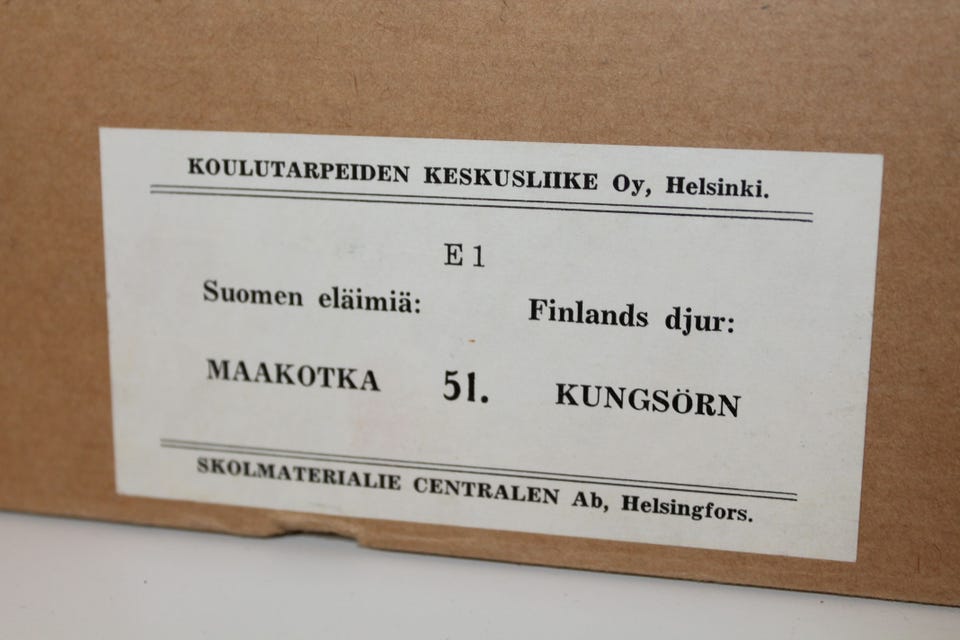 KOULUTARPEIDEN KESKUSLIIKE Oy, Helsinki.
E 1
Suomen eläimiä: Finlands djur:
MAAKOTKA 51. KUNGSÖRN
SKOLMATERIALIE CENTRALEN Ab, Helsingfors.